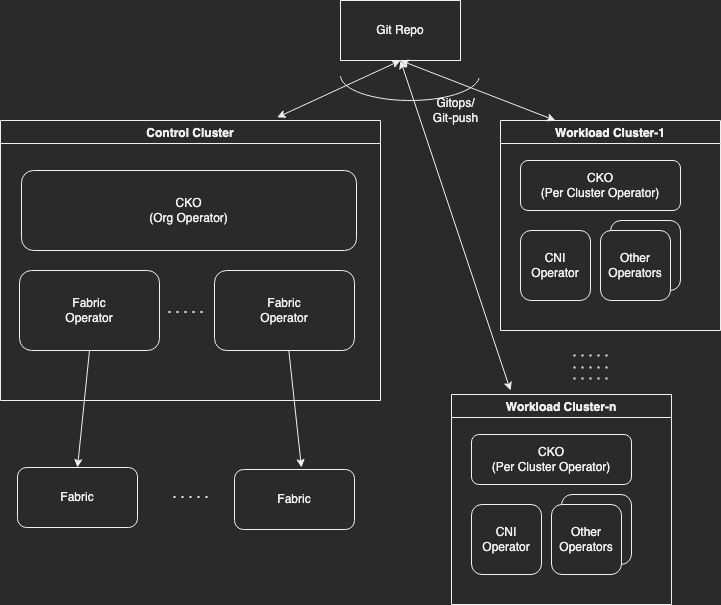 Git Repo
Gitops/
Git-push
Control Cluster
CKO
(Org Operator)
Fabric
Operator
Fabric
Operator
Fabric
Fabric
Workload Cluster-1
CKO
(Per Cluster Operator)
CNI
Operator
Other
Operators
Workload Cluster-n
CKO
(Per Cluster Operator)
CNI
Operator
Other
Operators